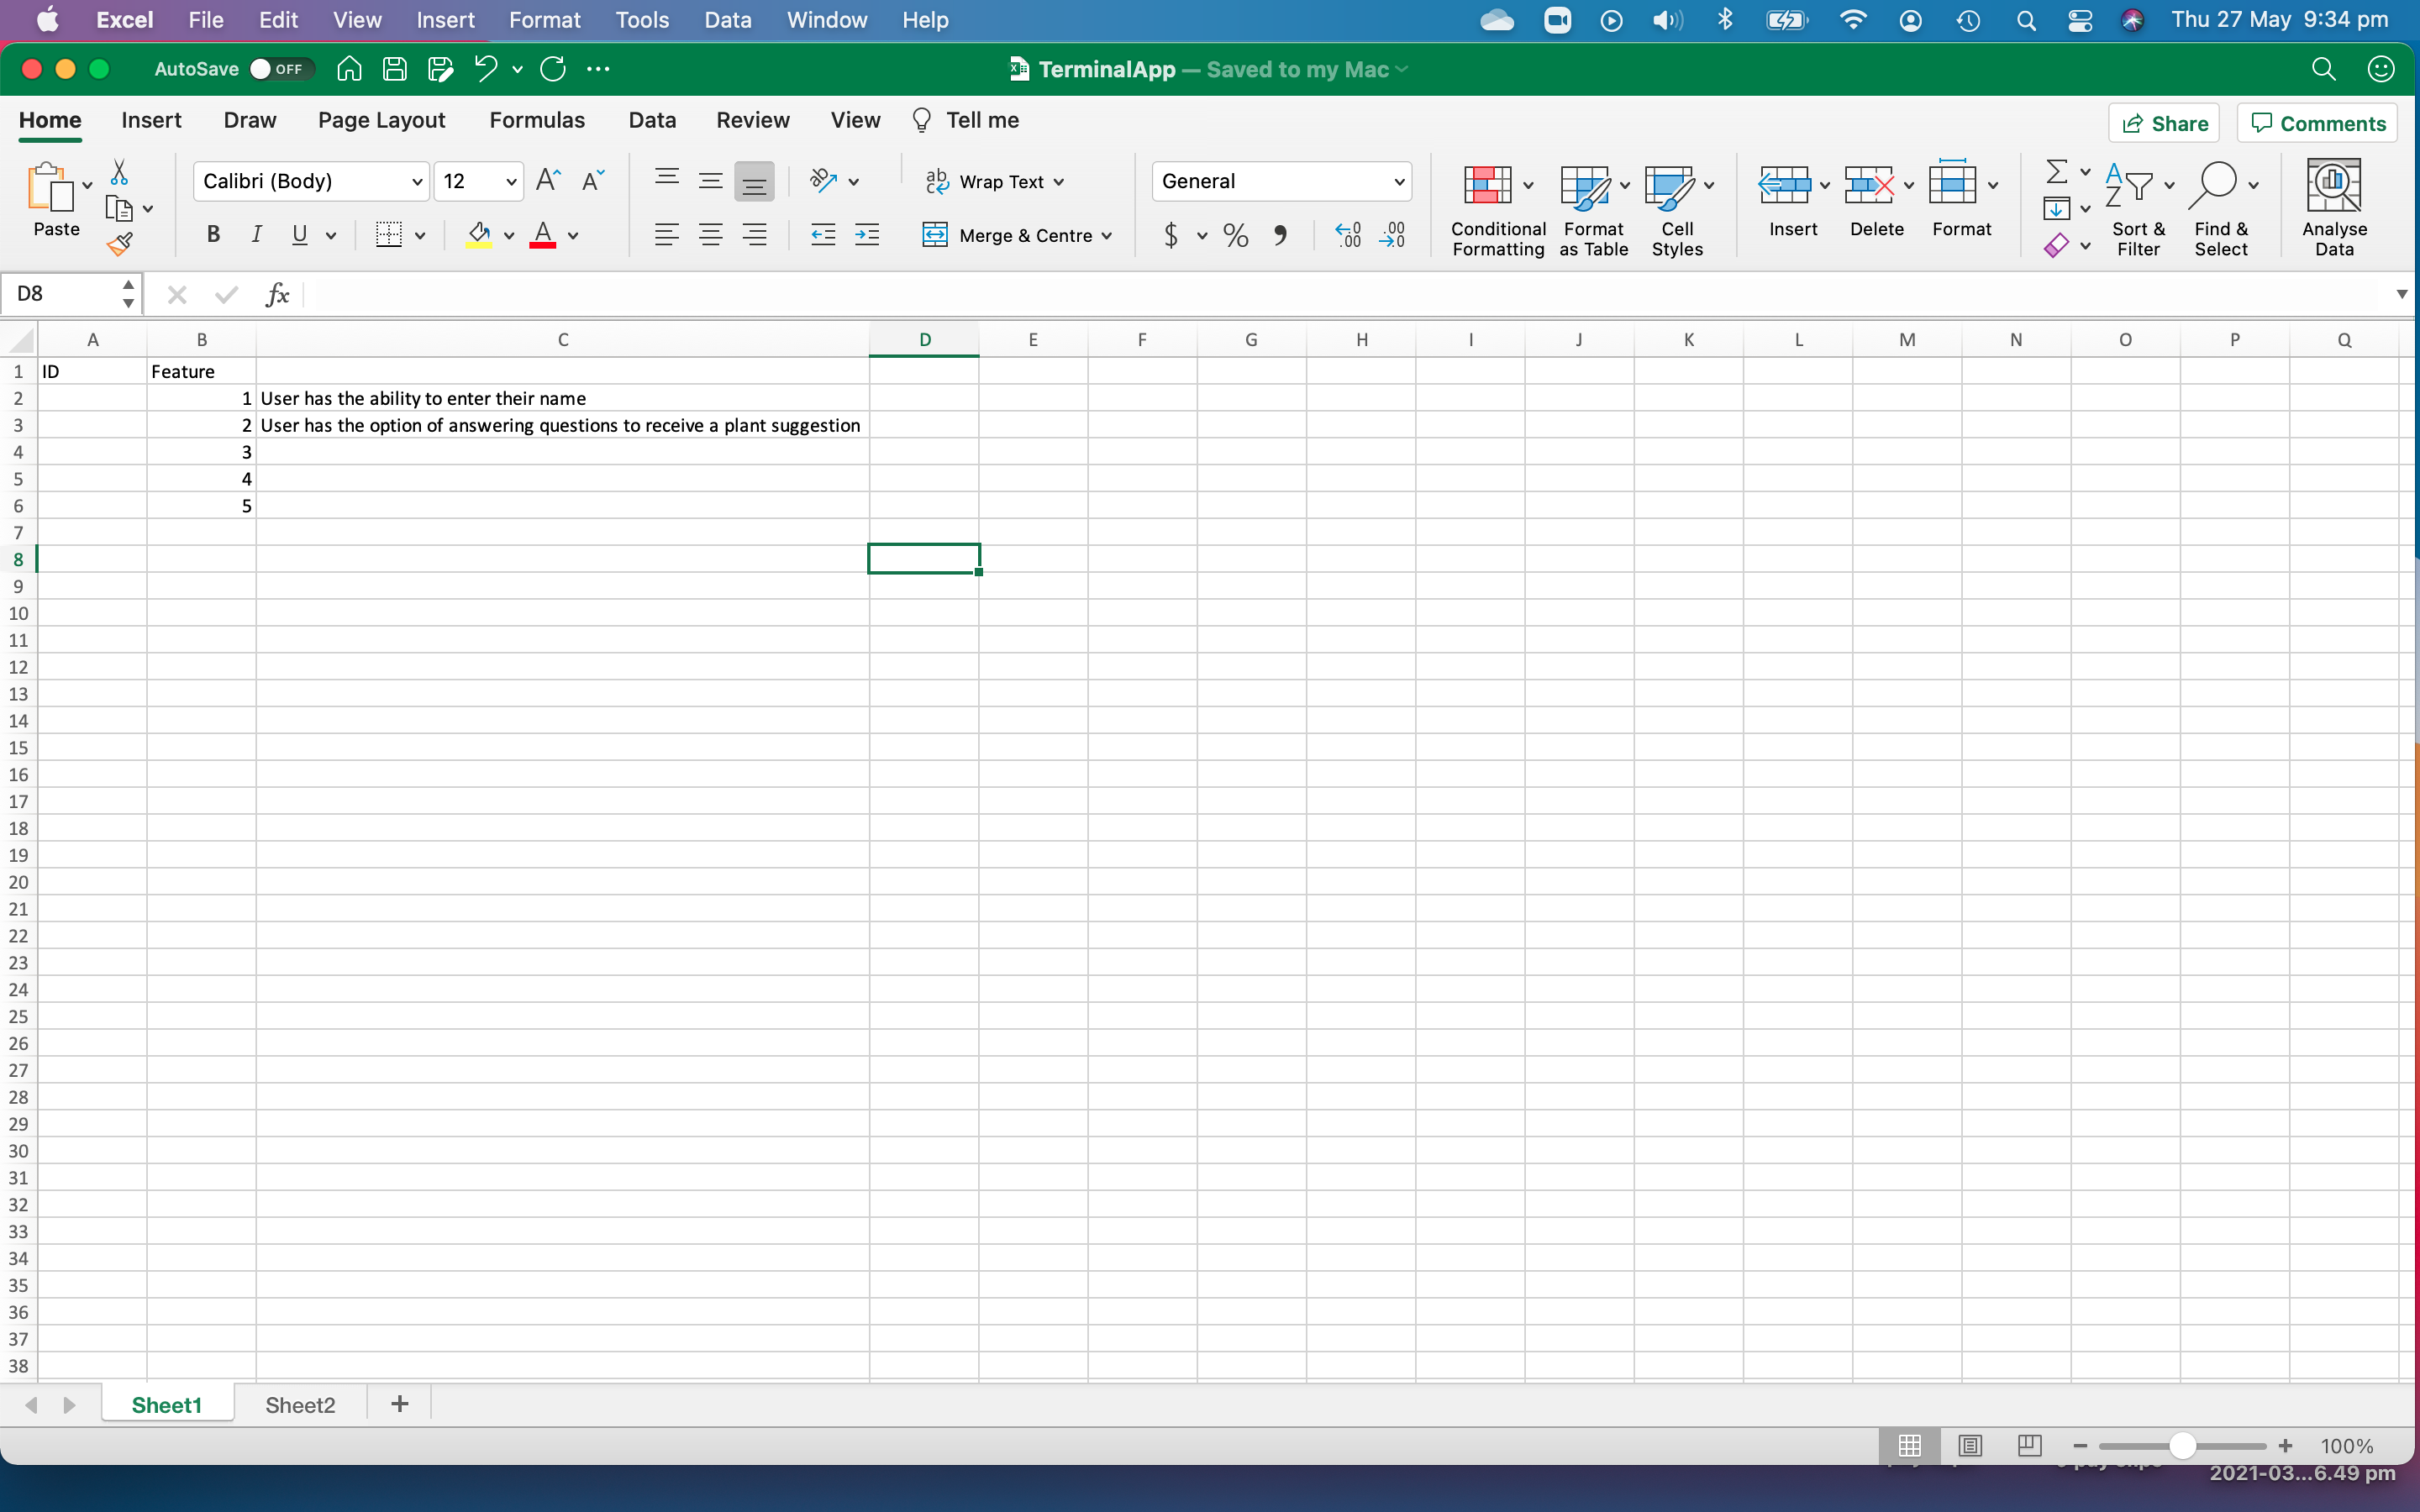 Excel File Edit View Insert Format Tools Data Window Help Thu 27 May 9:34 pm
AutoSave OFF TerminalApp — Saved to my Mac
Home Insert Draw Page Layout Formulas Data Review View Tell me Share Comments
Paste
Calibri (Body) 12
Wrap Text
Merge & Centre
General
Conditional Formatting
Format as Table
Cell Styles
Insert
Delete
Format
Sort & Filter
Find & Select
Analyse Data
D8 fx
A B C D E F G H I J K L M N O P Q
1 ID Feature
2 1 User has the ability to enter their name
3 2 User has the option of answering questions to receive a plant suggestion
4 3
5 4
6 5
7
8
9
10
11
12
13
14
15
16
17
18
19
20
21
22
23
24
25
26
27
28
29
30
31
32
33
34
35
36
37
38
Sheet1 Sheet2 +
100%
2021-03...6.49 pm